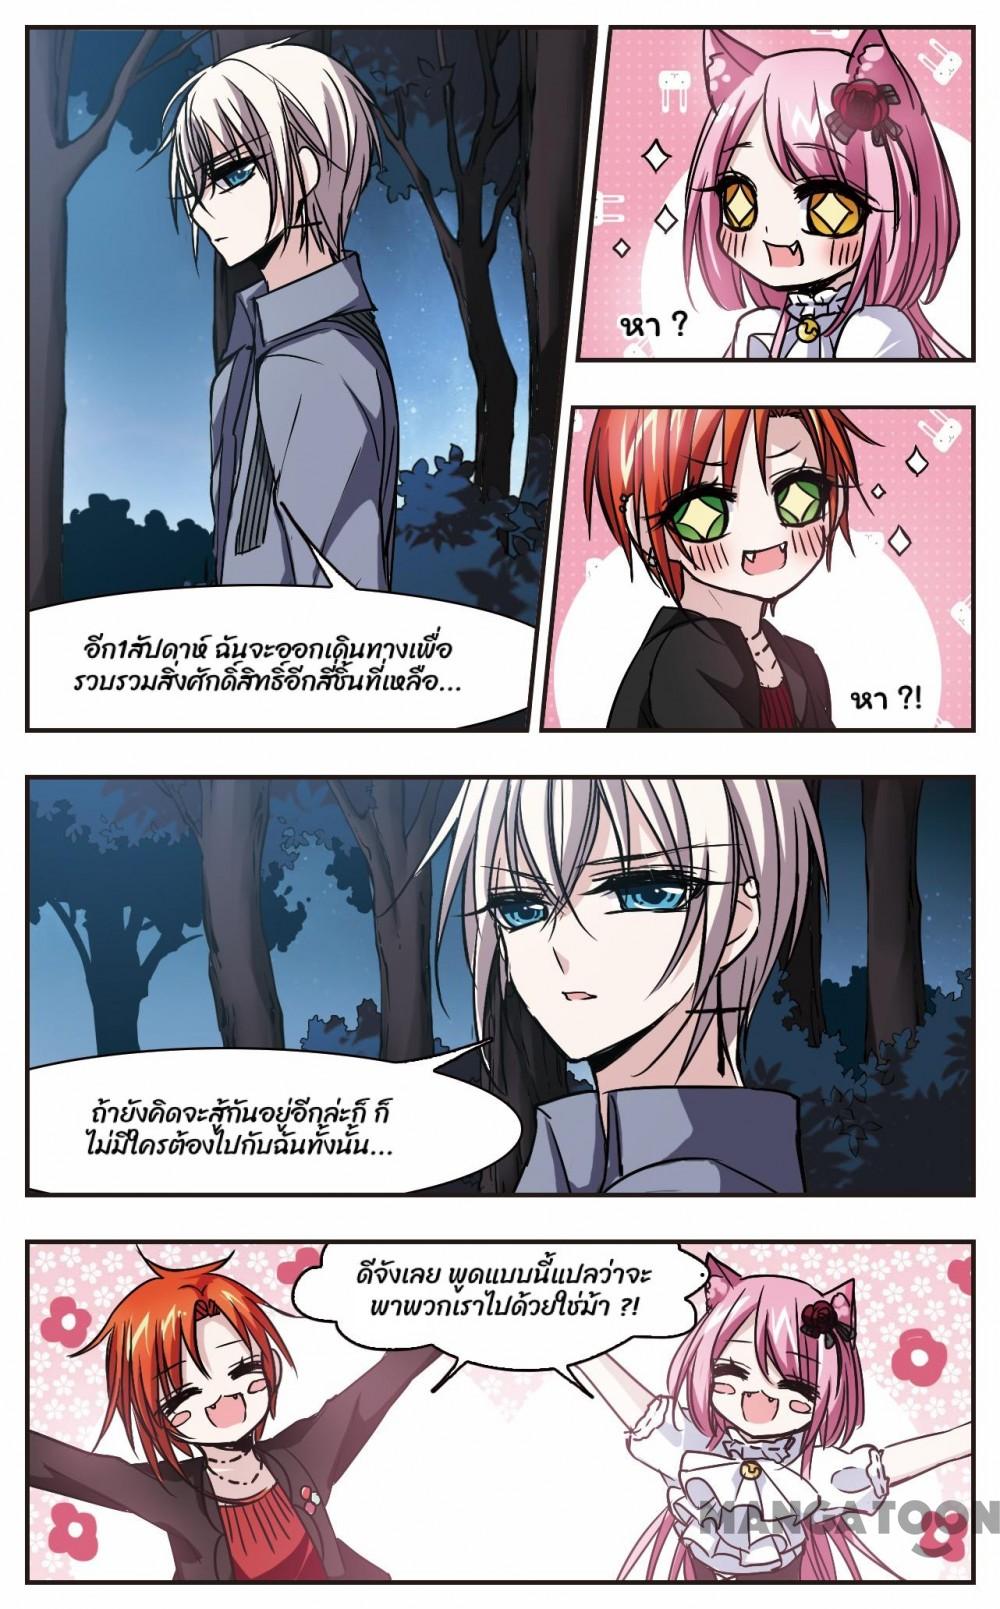 อีก1สัปดาห์ ฉันจะออกเดินทางเพื่อ
รวบรวมสิ่งศักดิ์สิทธิ์อีกสี่ชิ้นที่เหลือ...
หา ?
หา ?!
ถ้ายังคิดจะสู้กันอยู่อีกล่ะก็ ก็
ไม่มีใครต้องไปกับฉันทั้งนั้น...
ดีจังเลย พูดแบบนี้แปลว่าจะ
พาพวกเราไปด้วยใช่ม้า ?!
MANGATOON